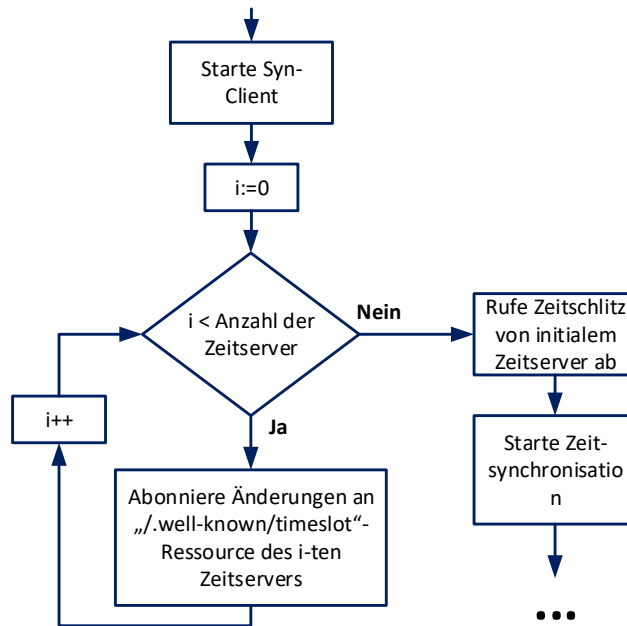 Starte Syn-
Client
i:=0
i < Anzahl der
Zeitserver
Nein
Rufe Zeitschlitz
von initialem
Zeitserver ab
i++
Ja
Starte Zeit-
synchronisatio
n
Abonniere Änderungen an
„/.well-known/timeslot“-
Ressource des i-ten
Zeitservers
...